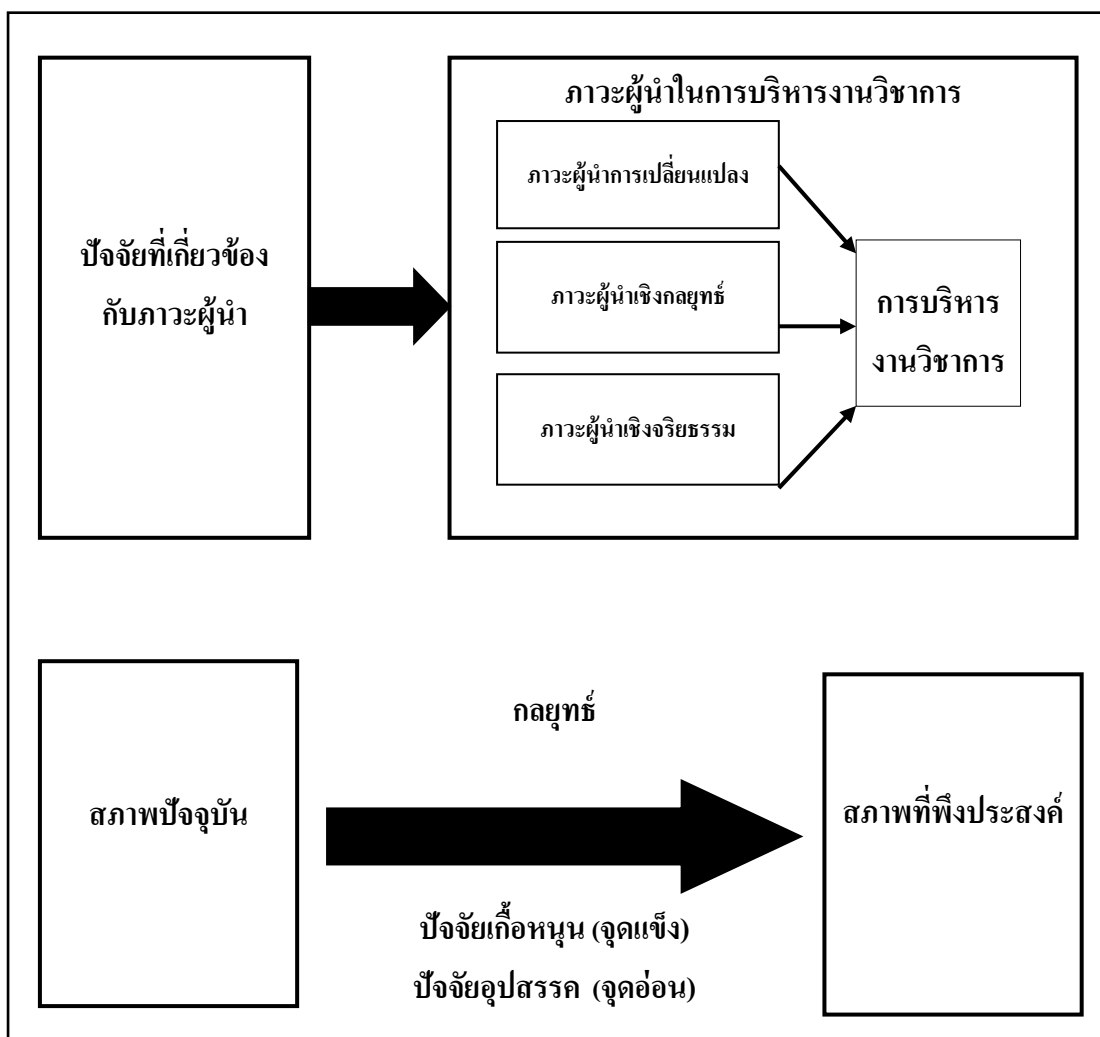 ภาวะผู้นำในการบริหารงานวิชาการ
ภาวะผู้นำการเปลี่ยนแปลง
ปัจจัยที่เกี่ยวข้อง
กับภาวะผู้นำ
ภาวะผู้นำเชิงกลยุทธ์
การบริหาร
งานวิชาการ
ภาวะผู้นำเชิงจริยธรรม
กลยุทธ์
สภาพปัจจุบัน
สภาพที่พึงประสงค์
ปัจจัยเกื้อหนุน (จุดแข็ง)
ปัจจัยอุปสรรค (จุดอ่อน)